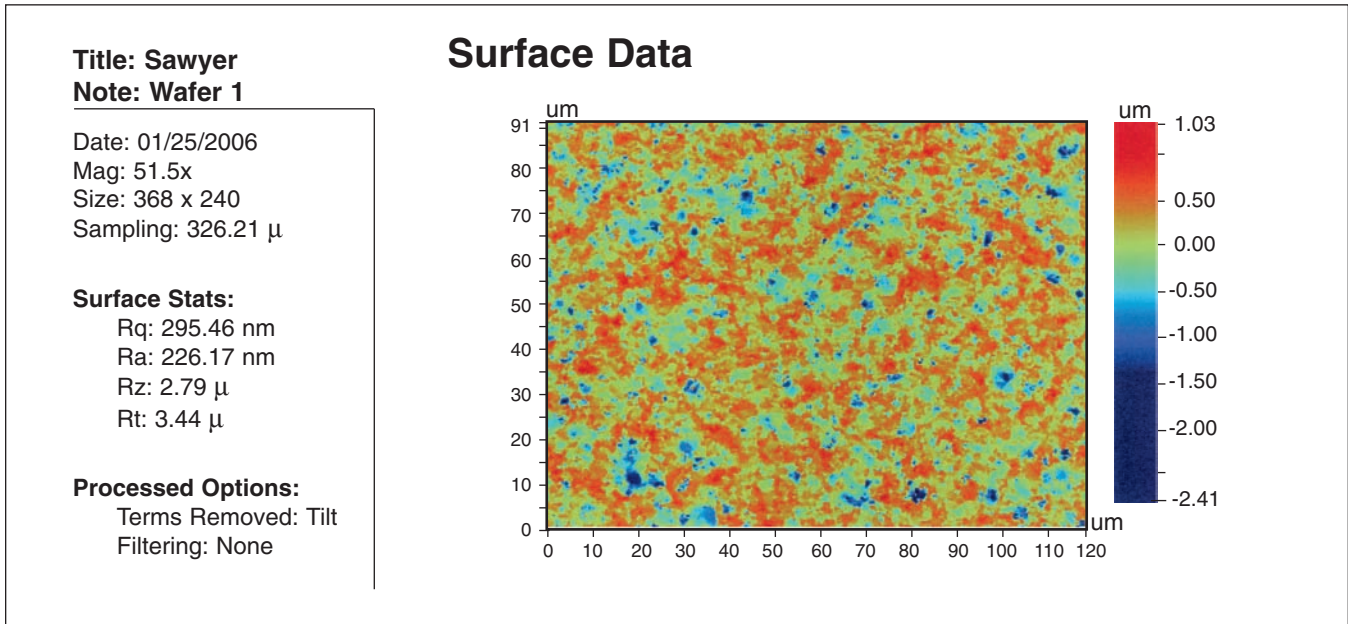 Title: Sawyer
Note: Wafer 1
Date: 01/25/2006
Mag: 51.5x
Size: 368 x 240
Sampling: 326.21 μ
Surface Stats:
Rq: 295.46 nm
Ra: 226.17 nm
Rz: 2.79 μ
Rt: 3.44 μ
Processed Options:
Terms Removed: Tilt
Filtering: None
Surface Data
um
91
80
70
60
50
40
30
20
10
0
0 10 20 30 40 50 60 70 80 90 100 110 120
um
um
1.03
0.50
0.00
-0.50
-1.00
-1.50
-2.00
-2.41